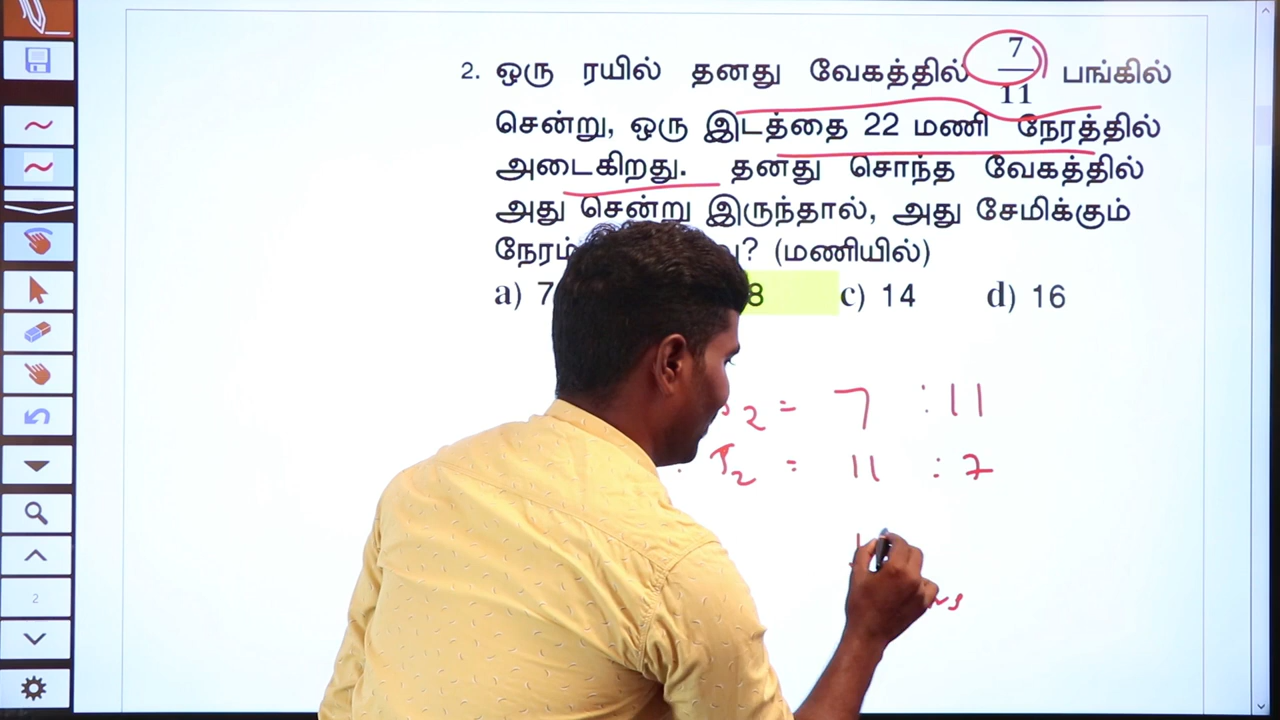 2. ஒரு ரயில் தனது வேகத்தில் 7/11 பங்கில்
சென்று, ஒரு இடத்தை 22 மணி நேரத்தில்
அடைகிறது. தனது சொந்த வேகத்தில்
அது சென்று இருந்தால், அது சேமிக்கும்
நேரம் ? (மணியில்)
a) 7 8 c) 14 d) 16
2 = 7 : 11
T2 = 11 : 7
2